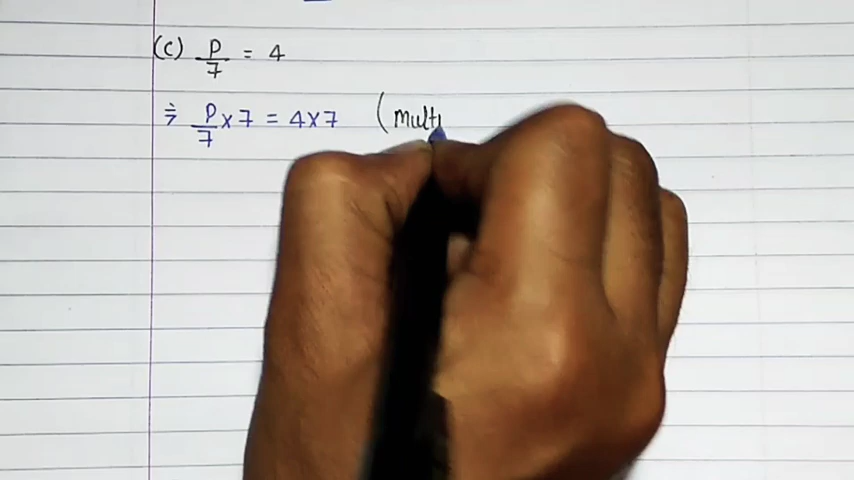 (c) P/7 = 4
⇒ P/7 × 7 = 4 × 7 (multi